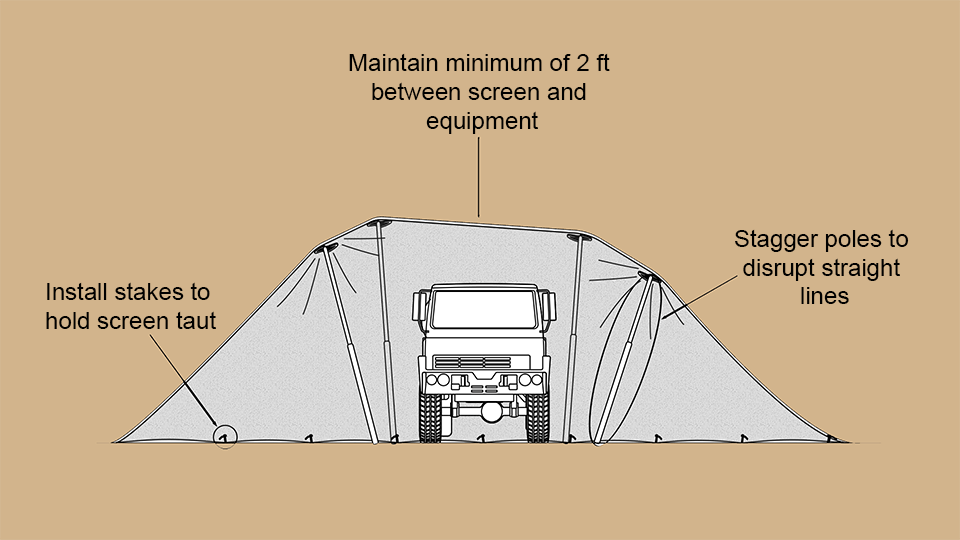 Maintain minimum of 2 ft
between screen and
equipment
Stagger poles to
disrupt straight
lines
Install stakes to
hold screen taut